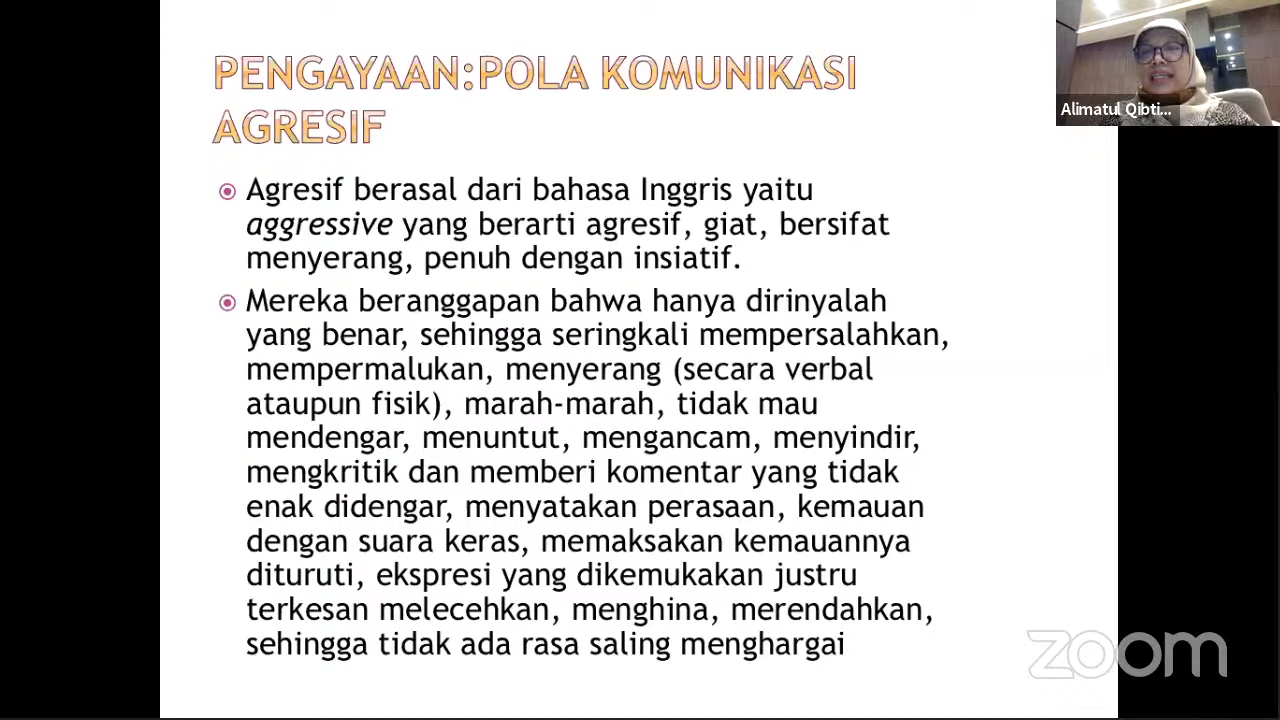 PENGAYAAN:POLA KOMUNIKASI
AGRESIF
Agresif berasal dari bahasa Inggris yaitu
aggressive yang berarti agresif, giat, bersifat
menyerang, penuh dengan insiatif.
Mereka beranggapan bahwa hanya dirinyalah
yang benar, sehingga seringkali mempersalahkan,
mempermalukan, menyerang (secara verbal
ataupun fisik), marah-marah, tidak mau
mendengar, menuntut, mengancam, menyindir,
mengkritik dan memberi komentar yang tidak
enak didengar, menyatakan perasaan, kemauan
dengan suara keras, memaksakan kemauannya
dituruti, ekspresi yang dikemukakan justru
terkesan melecehkan, menghina, merendahkan,
sehingga tidak ada rasa saling menghargai
Alimatul Qibti...
zoom